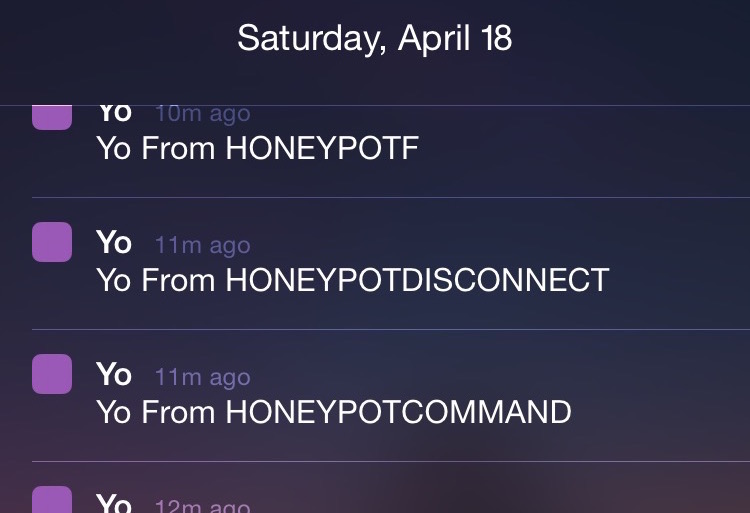 Saturday, April 18
Yo 10m ago
Yo From HONEYPOTF
Yo 11m ago
Yo From HONEYPOTDISCONNECT
Yo 11m ago
Yo From HONEYPOTCOMMAND
Yo 12m ago